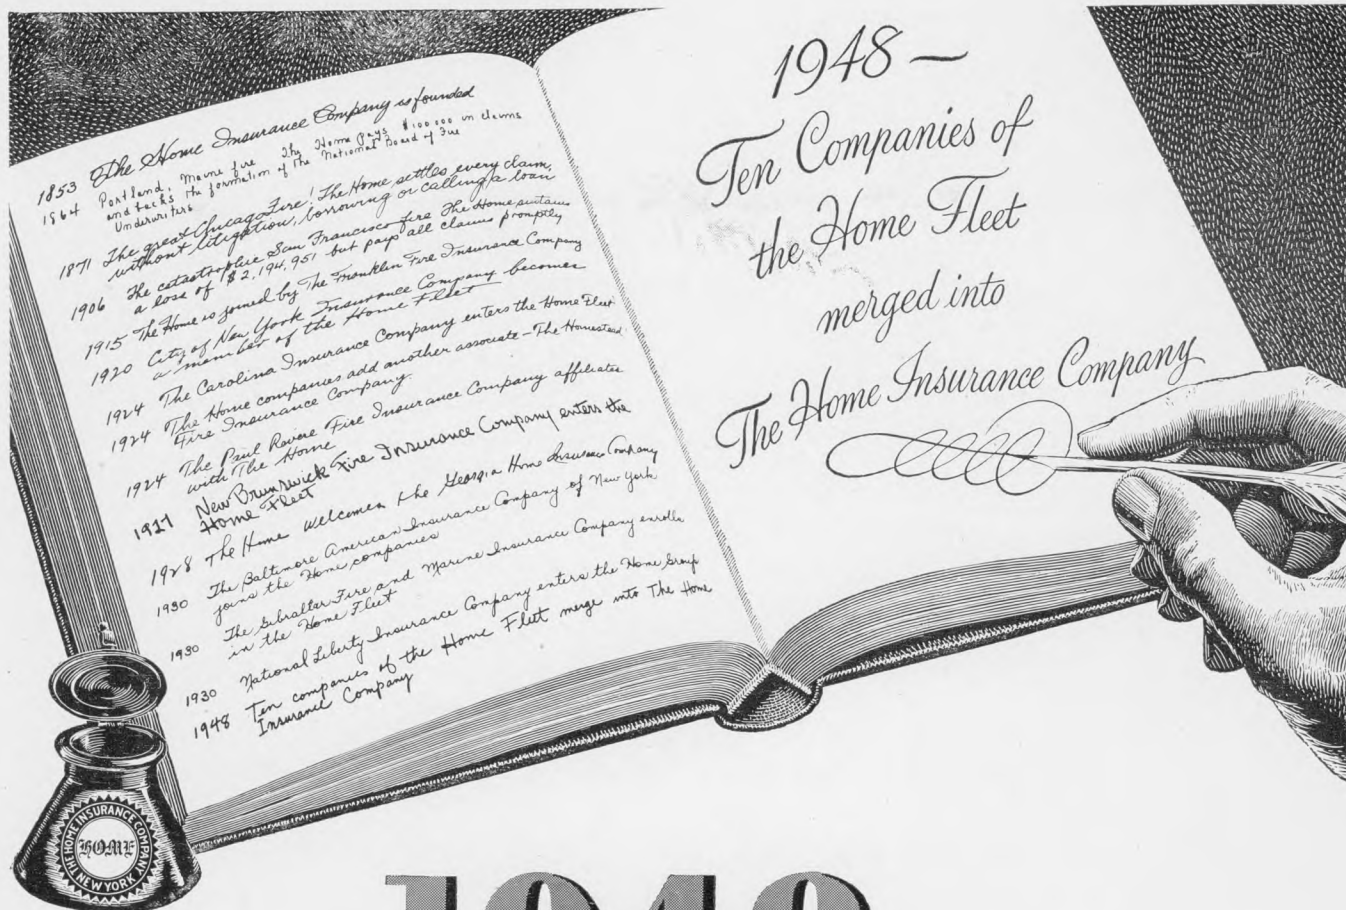 1853 The Home Insurance Company is founded
1864 Portland, Maine fire The Home pays $100 000 in claims
and backs the formation of the National Board of Fire
Underwriters
1871 The great Chicago Fire! The Home settles every claim,
without litigation, borrowing or calling a loan
1906 The catastrophic San Francisco fire The Home sustains
a loss of $2,194,951 but pays all claims promptly
1915 The Home is joined by The Franklin Fire Insurance Company
1920 City of New York Insurance Company becomes
a member of the Home Fleet
1924 The Carolina Insurance Company enters the Home Fleet
1924 The Home companies add another associate - The Homestead
Fire Insurance Company.
1924 The Paul Revere Fire Insurance Company affiliates
with The Home
1927 New Brunswick Fire Insurance Company enters the
Home Fleet
1928 The Home welcomes the Georgia Home Insurance Company
1930 The Baltimore American Insurance Company of New York
joins the Home companies
1930 The Gibraltar Fire and Marine Insurance Company enrolls
in the Home Fleet
1930 National Liberty Insurance Company enters the Home Group
1948 Ten companies of the Home Fleet merge into The Home
Insurance Company
1948 —
Ten Companies of
the Home Fleet
merged into
The Home Insurance Company
THE HOME INSURANCE COMPANY
HOME
NEW YORK